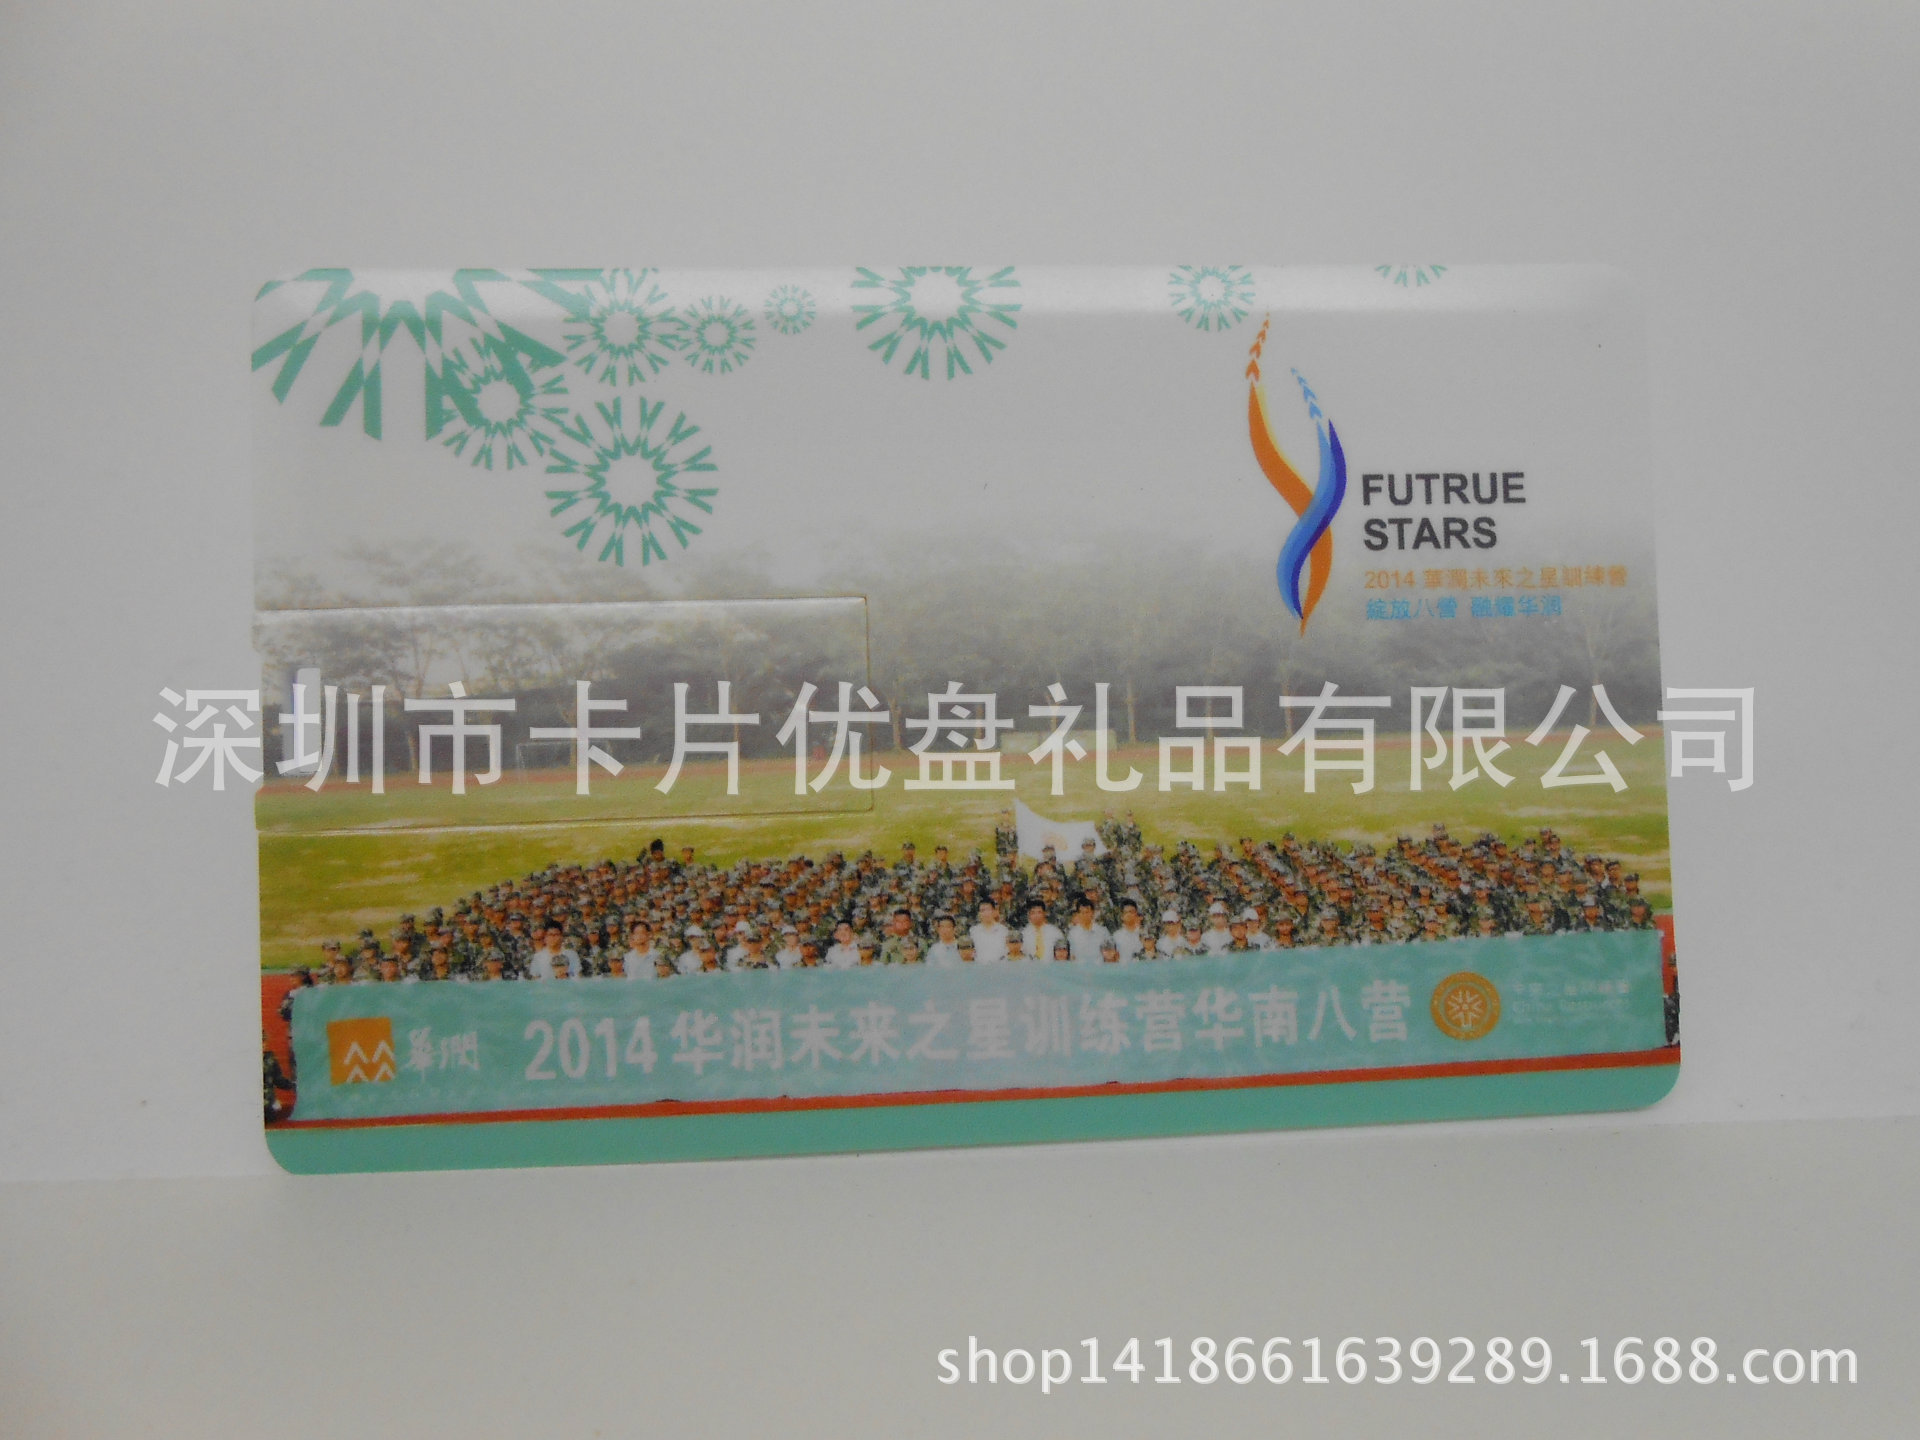 FUTRUE
STARS
2014 華潤未來之星訓練營
綻放八營 融耀华润
深圳市卡片优盘礼品有限公司
華潤
2014 华润未来之星训练营华南八营
shop1418661639289.1688.com